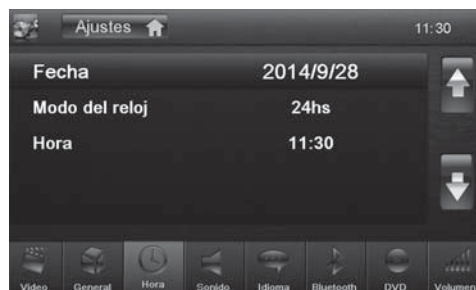 Ajustes 11:30
Fecha 2014/9/28
Modo del reloj 24hs
Hora 11:30
Video General Hora Sonido Idioma Bluetooth DVD Volumen